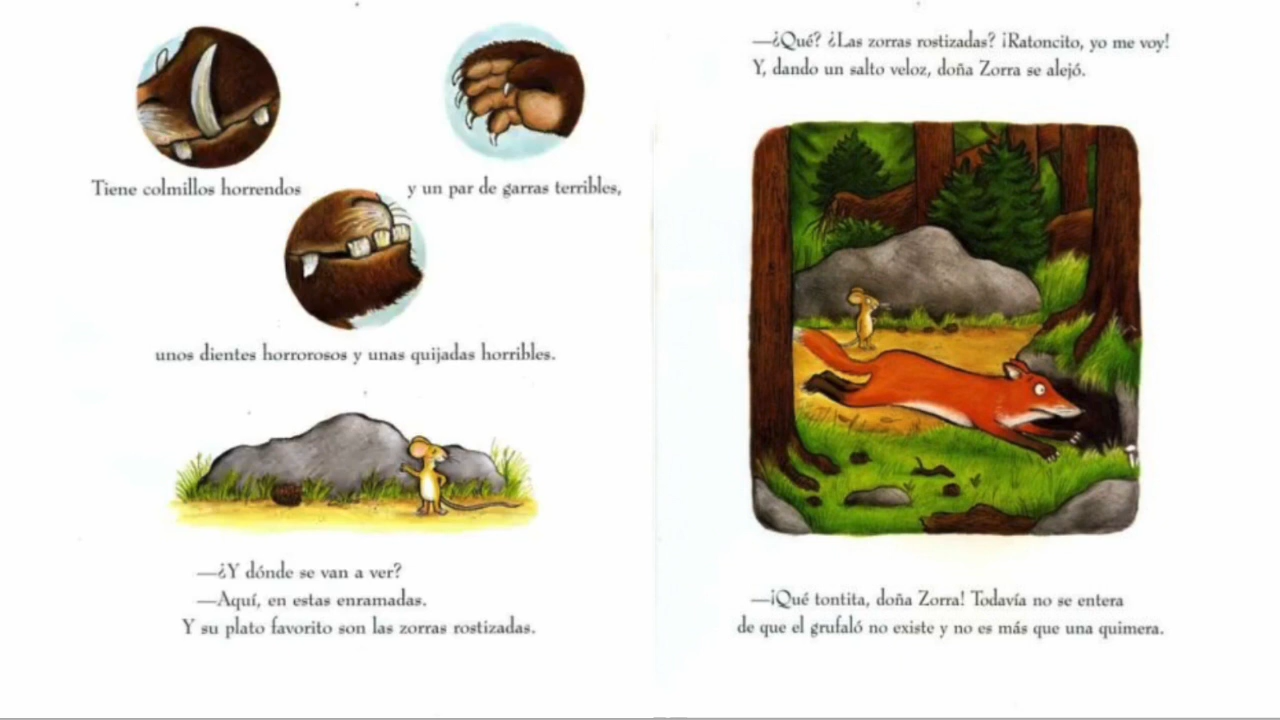 Tiene colmillos horrendos
y un par de garras terribles,
unos dientes horrorosos y unas quijadas horribles.
—¿Y dónde se van a ver?
—Aquí, en estas enramadas.
Y su plato favorito son las zorras rostizadas.
—¿Qué? ¿Las zorras rostizadas? ¡Ratoncito, yo me voy!
Y, dando un salto veloz, doña Zorra se alejó.
—¡Qué tontita, doña Zorra! Todavía no se entera
de que el grufaló no existe y no es más que una quimera.